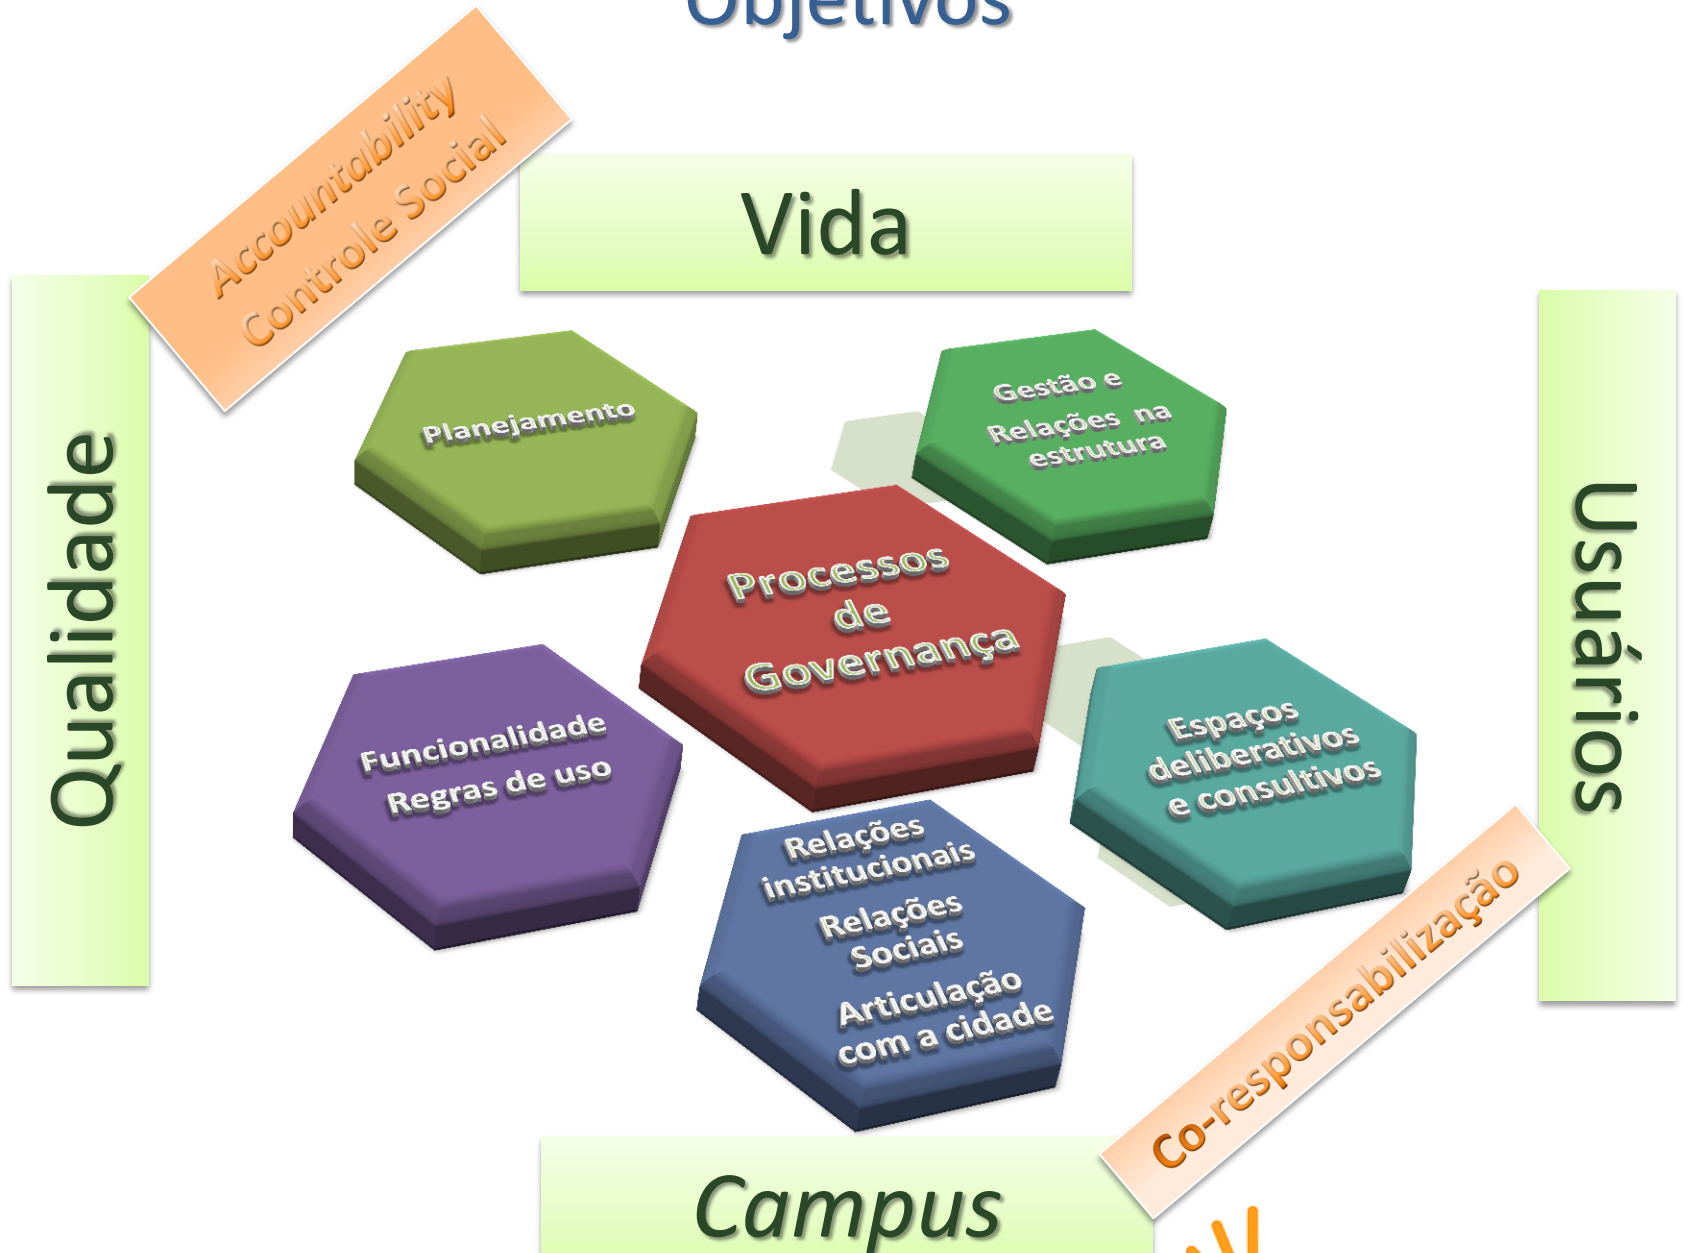 Objetivos
Accountability
Controle Social
Vida
Qualidade
Usuários
Planejamento
Gestão e
Relações na
estrutura
Processos
de
Governança
Funcionalidade
Regras de uso
Espaços
deliberativos
e consultivos
Relações
institucionais
Relações
Sociais
Articulação
com a cidade
Co-responsabilização
Campus